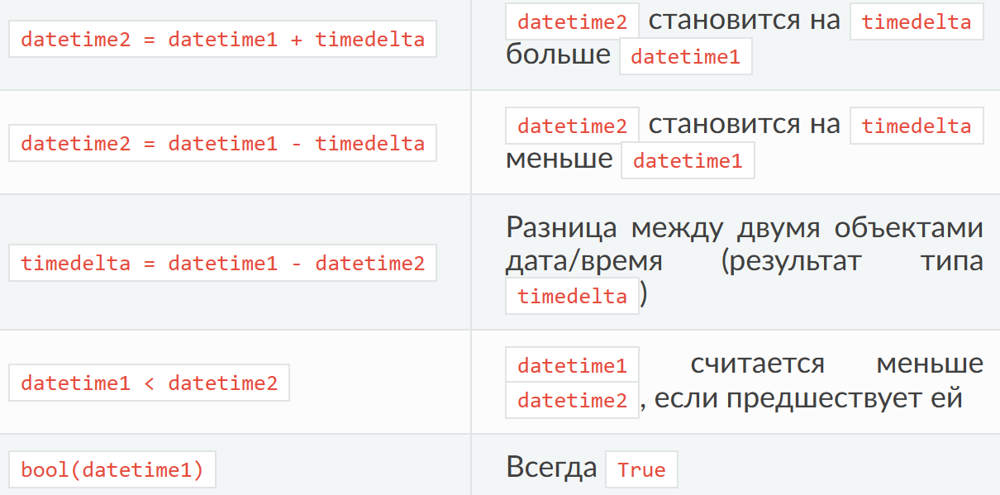 datetime2 = datetime1 + timedelta
datetime2 становится на timedelta
больше datetime1
datetime2 = datetime1 - timedelta
datetime2 становится на timedelta
меньше datetime1
timedelta = datetime1 - datetime2
Разница между двумя объектами
дата/время (результат типа
timedelta)
datetime1 < datetime2
datetime1 считается меньше
datetime2, если предшествует ей
bool(datetime1)
Всегда True